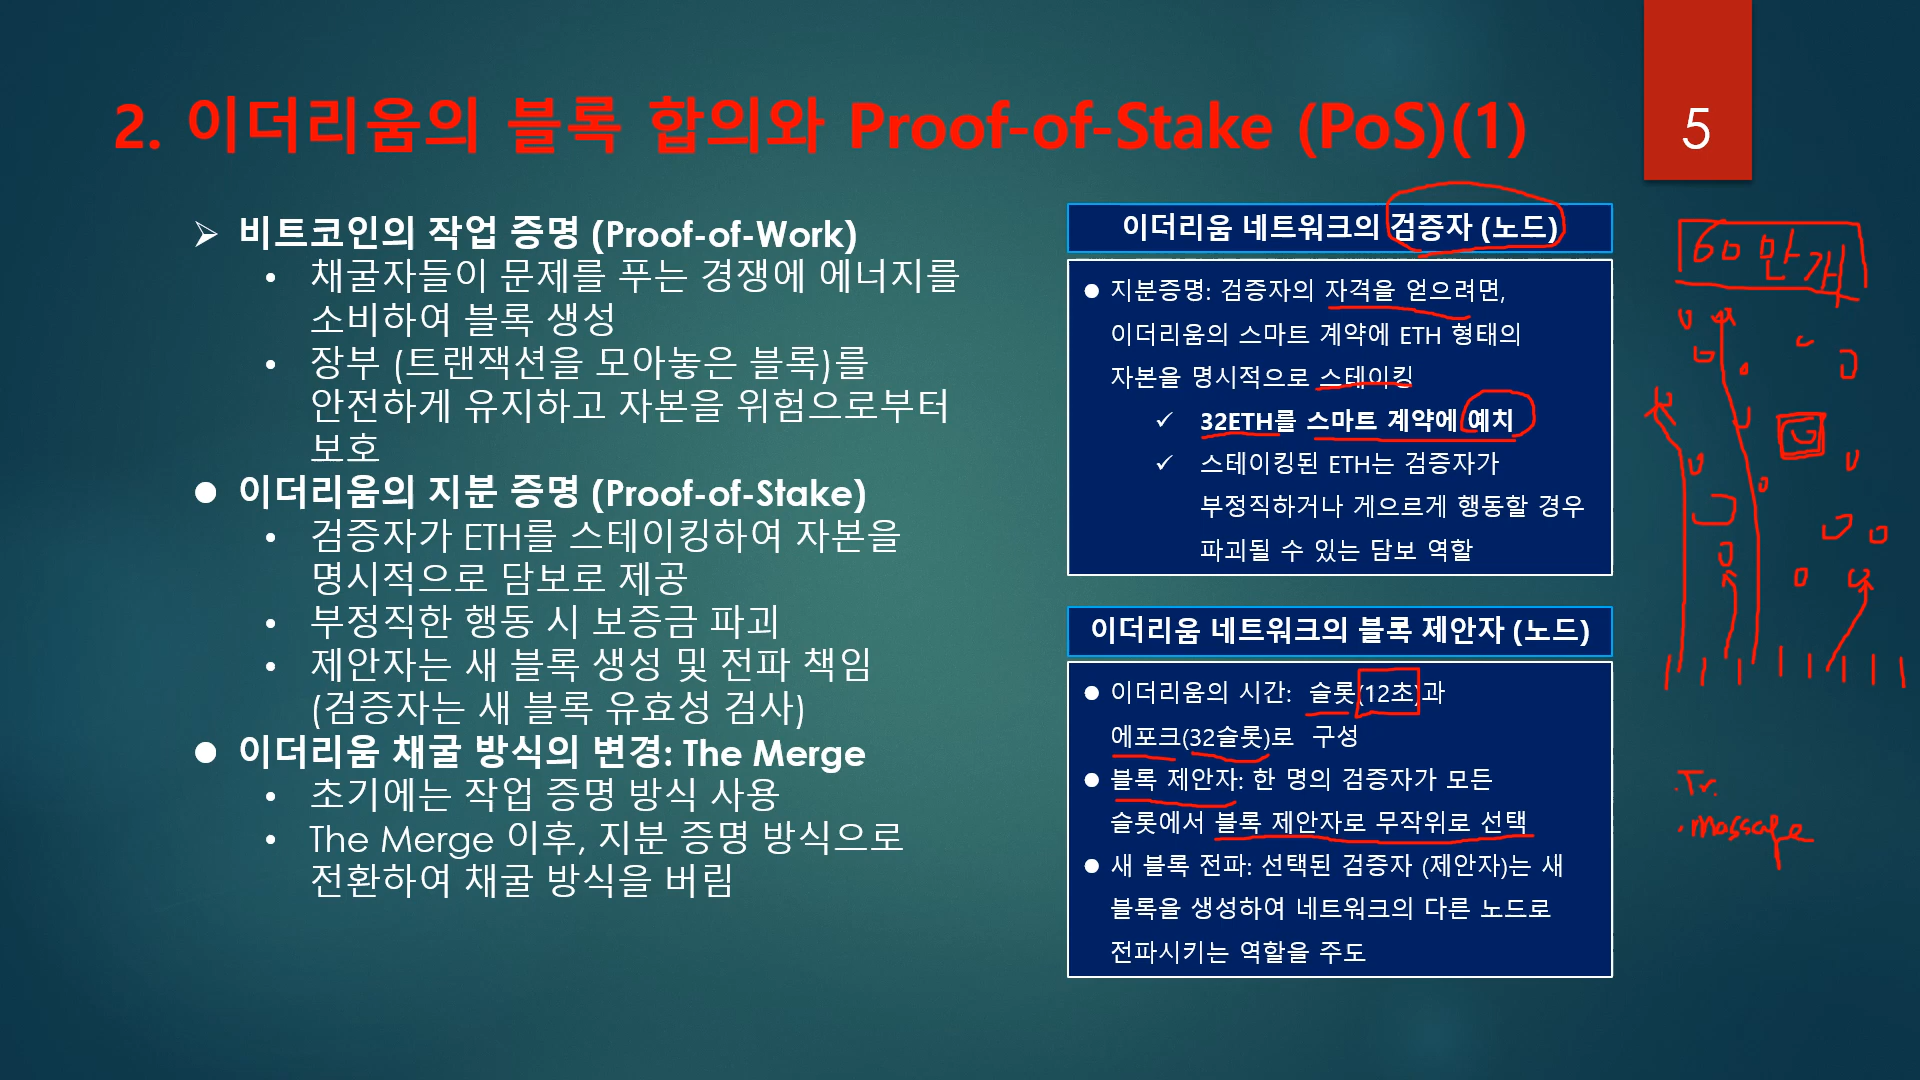 2. 이더리움의 블록 합의와 Proof-of-Stake (PoS)(1)
5
➢ 비트코인의 작업 증명 (Proof-of-Work)
• 채굴자들이 문제를 푸는 경쟁에 에너지를
소비하여 블록 생성
• 장부 (트랜잭션을 모아놓은 블록)를
안전하게 유지하고 자본을 위험으로부터
보호
● 이더리움의 지분 증명 (Proof-of-Stake)
• 검증자가 ETH를 스테이킹하여 자본을
명시적으로 담보로 제공
• 부정직한 행동 시 보증금 파괴
• 제안자는 새 블록 생성 및 전파 책임
(검증자는 새 블록 유효성 검사)
● 이더리움 채굴 방식의 변경: The Merge
• 초기에는 작업 증명 방식 사용
• The Merge 이후, 지분 증명 방식으로
전환하여 채굴 방식을 버림
이더리움 네트워크의 검증자 (노드)
● 지분증명: 검증자의 자격을 얻으려면,
이더리움의 스마트 계약에 ETH 형태의
자본을 명시적으로 스테이킹
✓ 32ETH를 스마트 계약에 예치
✓ 스테이킹된 ETH는 검증자가
부정직하거나 게으르게 행동할 경우
파괴될 수 있는 담보 역할
이더리움 네트워크의 블록 제안자 (노드)
● 이더리움의 시간: 슬롯(12초)과
에포크(32슬롯)로 구성
● 블록 제안자: 한 명의 검증자가 모든
슬롯에서 블록 제안자로 무작위로 선택
● 새 블록 전파: 선택된 검증자 (제안자)는 새
블록을 생성하여 네트워크의 다른 노드로
전파시키는 역할을 주도
60만개
· Tr.
· massage